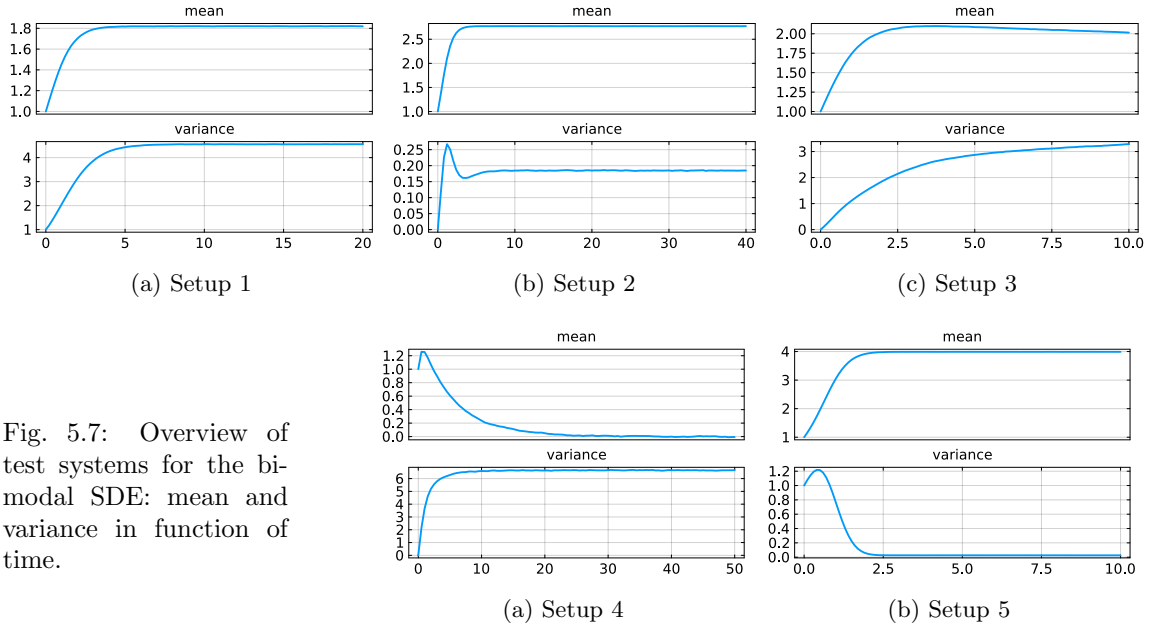 mean
1.8
1.6
1.4
1.2
1.0
variance
4
3
2
1
0 5 10 15 20
(a) Setup 1
mean
2.5
2.0
1.5
1.0
variance
0.25
0.20
0.15
0.10
0.05
0.00
0 10 20 30 40
(b) Setup 2
mean
2.00
1.75
1.50
1.25
1.00
variance
3
2
1
0
0.0 2.5 5.0 7.5 10.0
(c) Setup 3
Fig. 5.7: Overview of
test systems for the bi-
modal SDE: mean and
variance in function of
time.
mean
1.2
1.0
0.8
0.6
0.4
0.2
0.0
variance
6
5
4
3
2
1
0
0 10 20 30 40 50
(a) Setup 4
mean
4
3
2
1
variance
1.2
1.0
0.8
0.6
0.4
0.2
0.0
0.0 2.5 5.0 7.5 10.0
(b) Setup 5